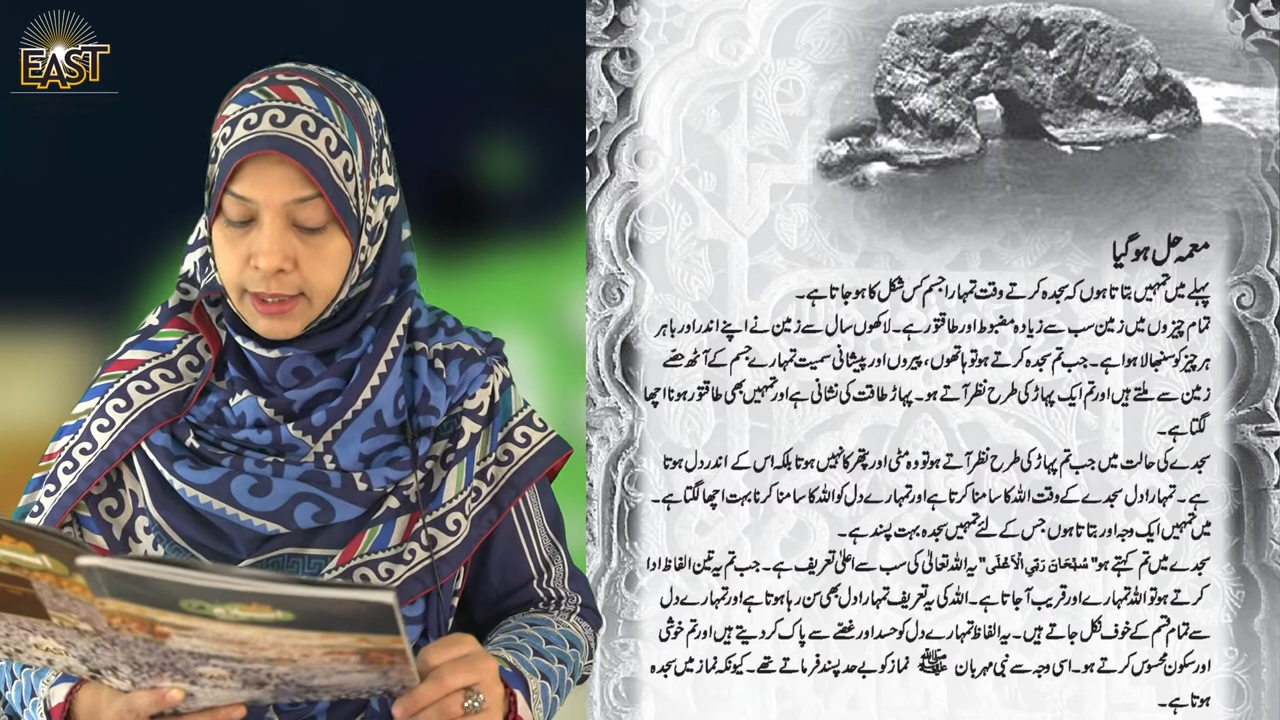 EAST
معمہ حل ہوگیا
پہلے میں تمہیں بتاتا ہوں کہ سجدہ کرتے وقت تمہارا جسم کس شکل کا ہو جاتا ہے۔
تمام چیزوں میں زمین سب سے زیادہ مضبوط اور طاقتور ہے۔ لاکھوں سال سے زمین نے اپنے اندر اور باہر
ہر چیز کو سنبھالا ہوا ہے۔ جب تم سجدہ کرتے ہو تو ہاتھوں، پیروں اور پیشانی سمیت تمہارے جسم کے آٹھ حصّے
زمین سے ملتے ہیں اور تم ایک پہاڑ کی طرح نظر آتے ہو۔ پہاڑ طاقت کی نشانی ہے اور تمہیں بھی طاقتور ہونا اچھا
لگتا ہے۔
سجدے کی حالت میں جب تم پہاڑ کی طرح نظر آتے ہو تو وہ مٹی اور پتھر کا نہیں ہوتا بلکہ اس کے اندر دل ہوتا
ہے۔ تمہارا دل سجدے کے وقت اللہ کا سامنا کرتا ہے اور تمہارے دل کو اللہ کا سامنا کرنا بہت اچھا لگتا ہے۔
میں تمہیں ایک وجہ اور بتاتا ہوں جس کے لئے تمہیں سجدہ بہت پسند ہے۔
سجدے میں تم کہتے ہو "سُبْحَانَ رَبِّيَ الْاَعْلٰى" یہ اللہ تعالیٰ کی سب سے اعلیٰ تعریف ہے۔ جب تم یہ تین الفاظ ادا
کرتے ہو تو اللہ تمہارے اور قریب آجاتا ہے۔ اللہ کی یہ تعریف تمہارا دل بھی سن رہا ہوتا ہے اور تمہارے دل
سے تمام قسم کے خوف نکل جاتے ہیں۔ یہ الفاظ تمہارے دل کو حسد اور غصّے سے پاک کر دیتے ہیں اور تم خوشی
اور سکون محسوس کرتے ہو۔ اسی وجہ سے نبی مہربان ﷺ نماز کو بے حد پسند فرماتے تھے۔ کیونکہ نماز میں سجدہ
ہوتا ہے۔